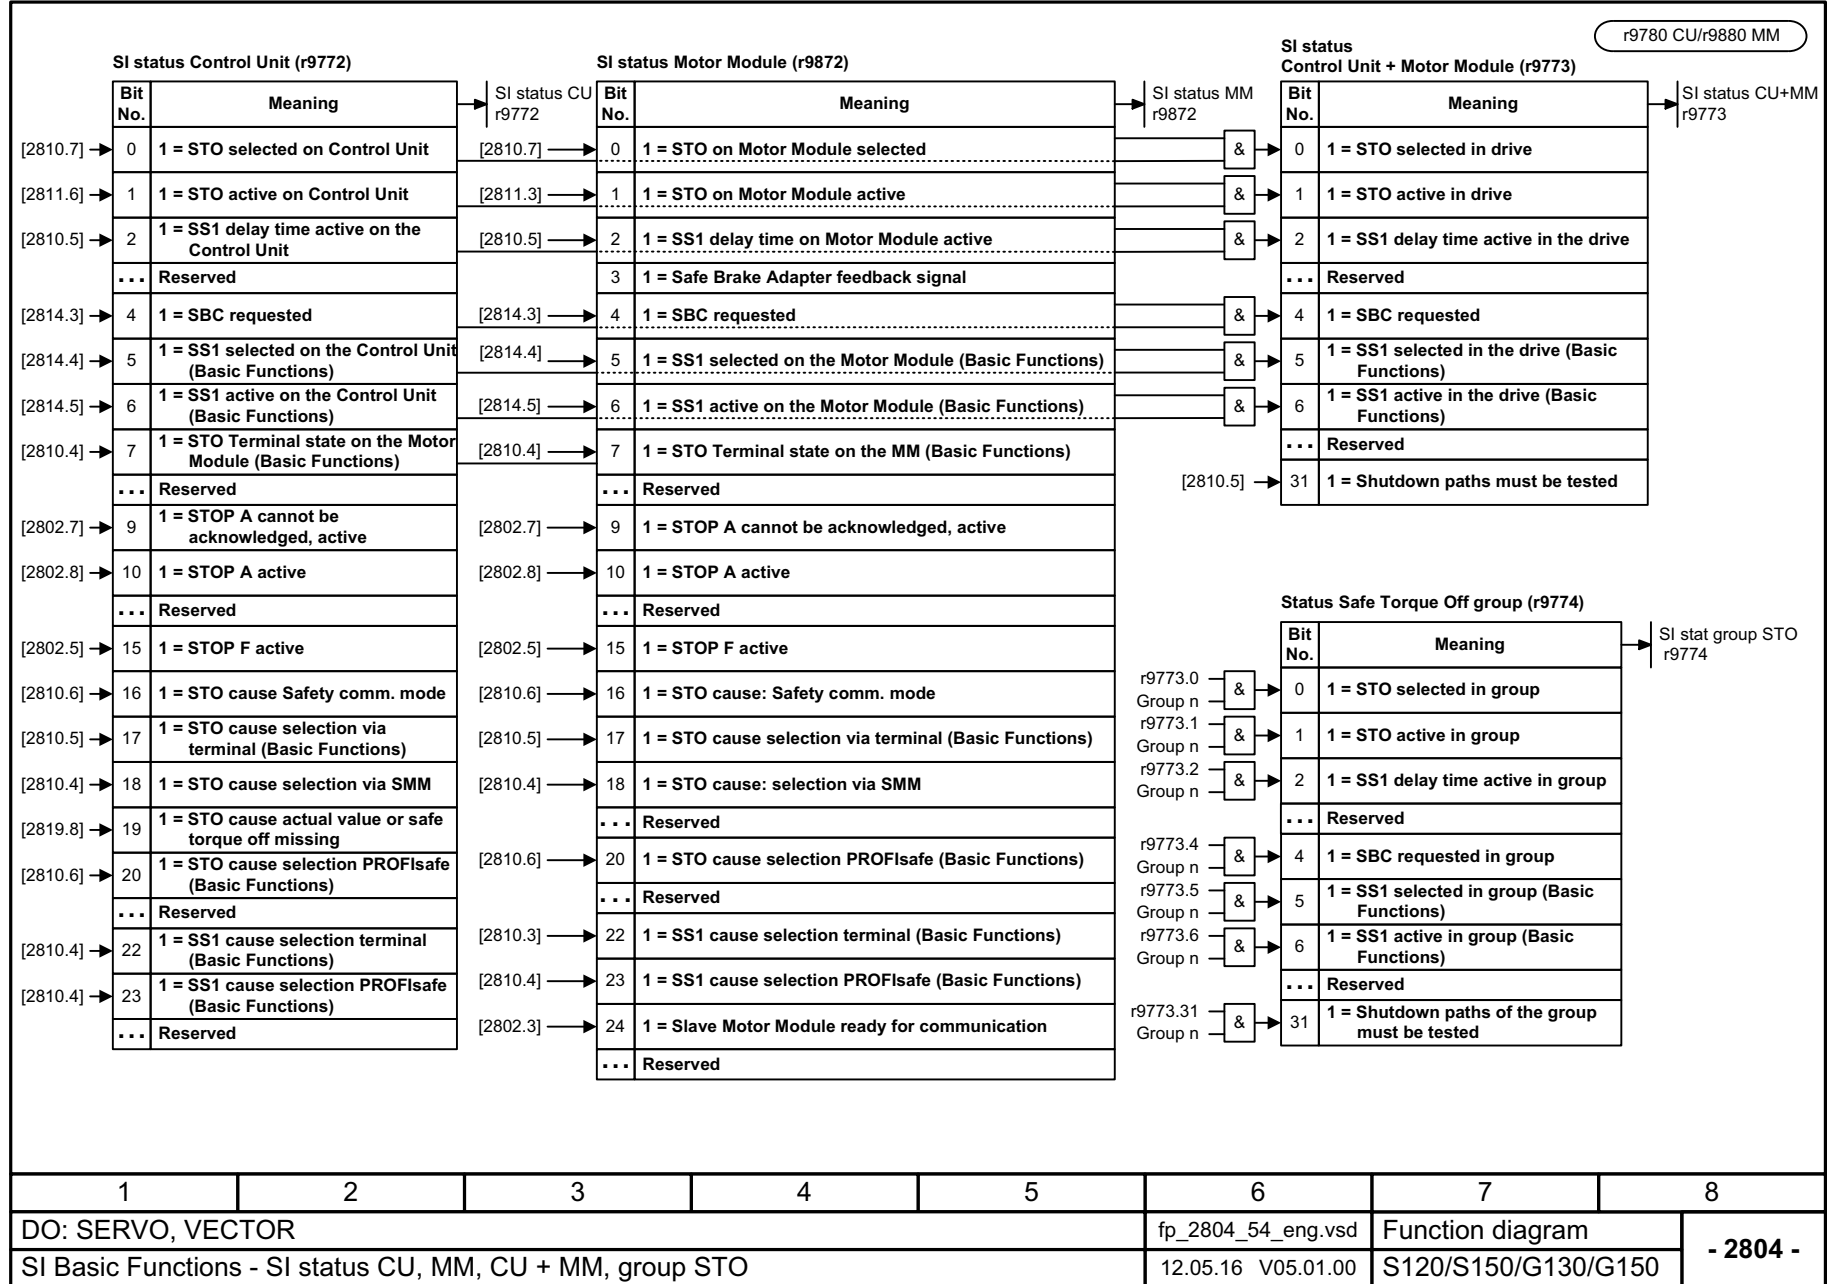 r9780 CU/r9880 MM
SI status Control Unit (r9772)
Bit No.
Meaning
SI status CU
r9772
[2810.7]
0
1 = STO selected on Control Unit
[2811.6]
1
1 = STO active on Control Unit
[2810.5]
2
1 = SS1 delay time active on the
Control Unit
... Reserved
[2814.3]
4
1 = SBC requested
[2814.4]
5
1 = SS1 selected on the Control Unit
(Basic Functions)
[2814.5]
6
1 = SS1 active on the Control Unit
(Basic Functions)
[2810.4]
7
1 = STO Terminal state on the Motor
Module (Basic Functions)
... Reserved
[2802.7]
9
1 = STOP A cannot be
acknowledged, active
[2802.8]
10
1 = STOP A active
... Reserved
[2802.5]
15
1 = STOP F active
[2810.6]
16
1 = STO cause Safety comm. mode
[2810.5]
17
1 = STO cause selection via
terminal (Basic Functions)
[2810.4]
18
1 = STO cause selection via SMM
[2819.8]
19
1 = STO cause actual value or safe
torque off missing
[2810.6]
20
1 = STO cause selection PROFIsafe
(Basic Functions)
... Reserved
[2810.4]
22
1 = SS1 cause selection terminal
(Basic Functions)
[2810.4]
23
1 = SS1 cause selection PROFIsafe
(Basic Functions)
... Reserved
SI status Motor Module (r9872)
Bit No.
Meaning
SI status MM
r9872
[2810.7]
0
1 = STO on Motor Module selected
[2811.3]
1
1 = STO on Motor Module active
[2810.5]
2
1 = SS1 delay time on Motor Module active
3
1 = Safe Brake Adapter feedback signal
[2814.3]
4
1 = SBC requested
[2814.4]
5
1 = SS1 selected on the Motor Module (Basic Functions)
[2814.5]
6
1 = SS1 active on the Motor Module (Basic Functions)
[2810.4]
7
1 = STO Terminal state on the MM (Basic Functions)
... Reserved
[2802.7]
9
1 = STOP A cannot be acknowledged, active
[2802.8]
10
1 = STOP A active
... Reserved
[2802.5]
15
1 = STOP F active
[2810.6]
16
1 = STO cause: Safety comm. mode
[2810.5]
17
1 = STO cause selection via terminal (Basic Functions)
[2810.4]
18
1 = STO cause: selection via SMM
... Reserved
[2810.6]
20
1 = STO cause selection PROFIsafe (Basic Functions)
... Reserved
[2810.3]
22
1 = SS1 cause selection terminal (Basic Functions)
[2810.4]
23
1 = SS1 cause selection PROFIsafe (Basic Functions)
[2802.3]
24
1 = Slave Motor Module ready for communication
... Reserved
SI status
Control Unit + Motor Module (r9773)
Bit No.
Meaning
SI status CU+MM
r9773
&
0
1 = STO selected in drive
&
1
1 = STO active in drive
&
2
1 = SS1 delay time active in the drive
... Reserved
&
4
1 = SBC requested
&
5
1 = SS1 selected in the drive (Basic
Functions)
&
6
1 = SS1 active in the drive (Basic
Functions)
... Reserved
[2810.5]
31
1 = Shutdown paths must be tested
Status Safe Torque Off group (r9774)
Bit No.
Meaning
SI stat group STO
r9774
r9773.0
Group n
&
0
1 = STO selected in group
r9773.1
Group n
&
1
1 = STO active in group
r9773.2
Group n
&
2
1 = SS1 delay time active in group
... Reserved
r9773.4
Group n
&
4
1 = SBC requested in group
r9773.5
Group n
&
5
1 = SS1 selected in group (Basic
Functions)
r9773.6
Group n
&
6
1 = SS1 active in group (Basic
Functions)
... Reserved
r9773.31
Group n
&
31
1 = Shutdown paths of the group
must be tested
1 2 3 4 5 6 7 8
DO: SERVO, VECTOR
fp_2804_54_eng.vsd
Function diagram
- 2804 -
SI Basic Functions - SI status CU, MM, CU + MM, group STO
12.05.16 V05.01.00
S120/S150/G130/G150